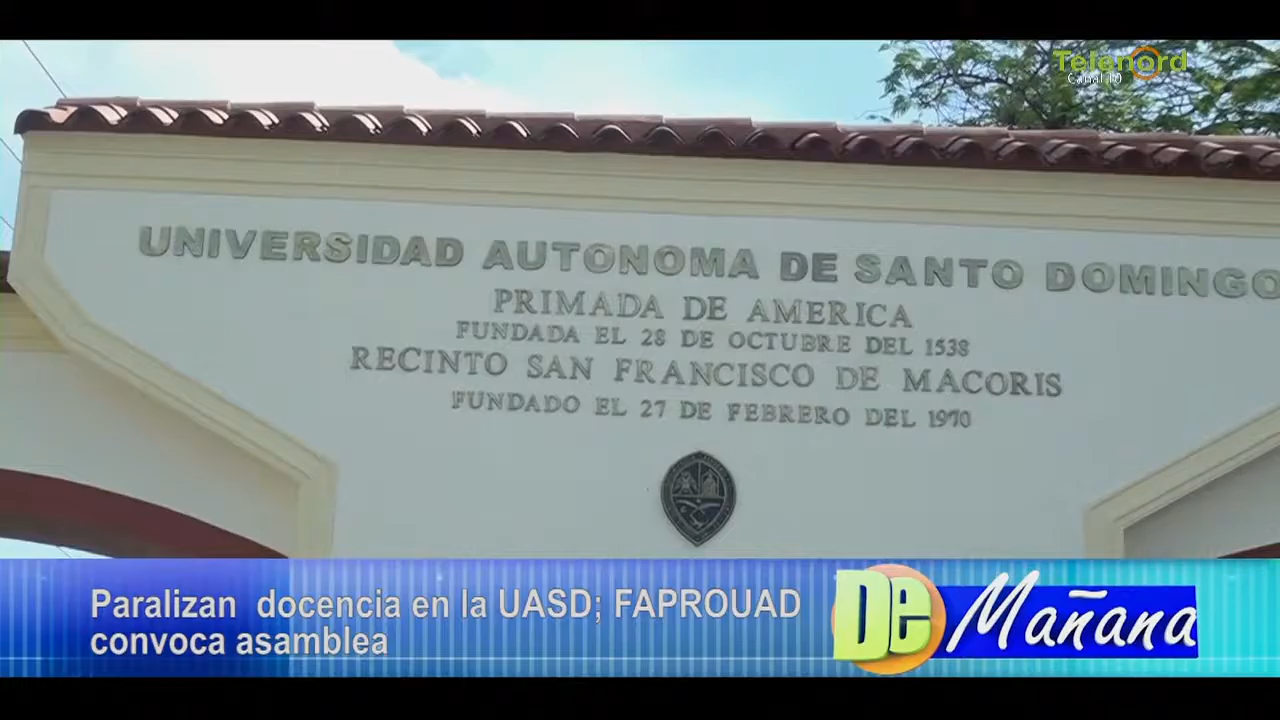 Telenord
Canal 10
UNIVERSIDAD AUTONOMA DE SANTO DOMINGO
PRIMADA DE AMERICA
FUNDADA EL 28 DE OCTUBRE DEL 1538
RECINTO SAN FRANCISCO DE MACORIS
FUNDADO EL 27 DE FEBRERO DEL 1970
Paralizan docencia en la UASD; FAPROUAD
convoca asamblea
De Mañana